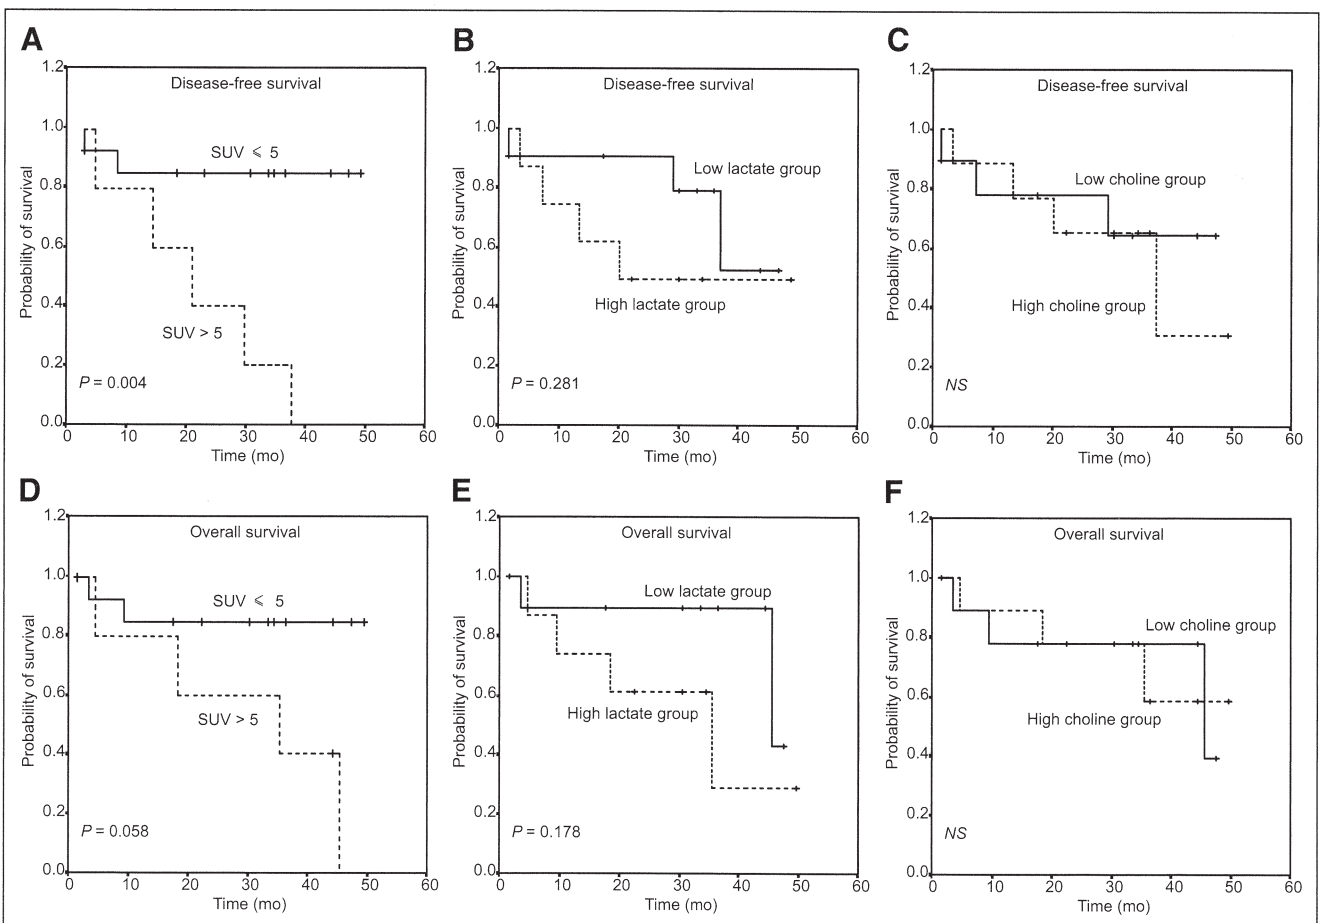 A
B
C
1.2
1.0
0.8
0.6
0.4
0.2
0.0
Probability of survival
Disease-free survival
SUV ⩽ 5
SUV > 5
P = 0.004
0 10 20 30 40 50 60
Time (mo)
1.2
1.0
0.8
0.6
0.4
0.2
0.0
Probability of survival
Disease-free survival
Low lactate group
High lactate group
P = 0.281
0 10 20 30 40 50 60
Time (mo)
1.2
1.0
0.8
0.6
0.4
0.2
0.0
Probability of survival
Disease-free survival
Low choline group
High choline group
NS
0 10 20 30 40 50 60
Time (mo)
D
E
F
1.2
1.0
0.8
0.6
0.4
0.2
0.0
Probability of survival
Overall survival
SUV ⩽ 5
SUV > 5
P = 0.058
0 10 20 30 40 50 60
Time (mo)
1.2
1.0
0.8
0.6
0.4
0.2
0.0
Probability of survival
Overall survival
Low lactate group
High lactate group
P = 0.178
0 10 20 30 40 50 60
Time (mo)
1.2
1.0
0.8
0.6
0.4
0.2
0.0
Probability of survival
Overall survival
Low choline group
High choline group
NS
0 10 20 30 40 50 60
Time (mo)